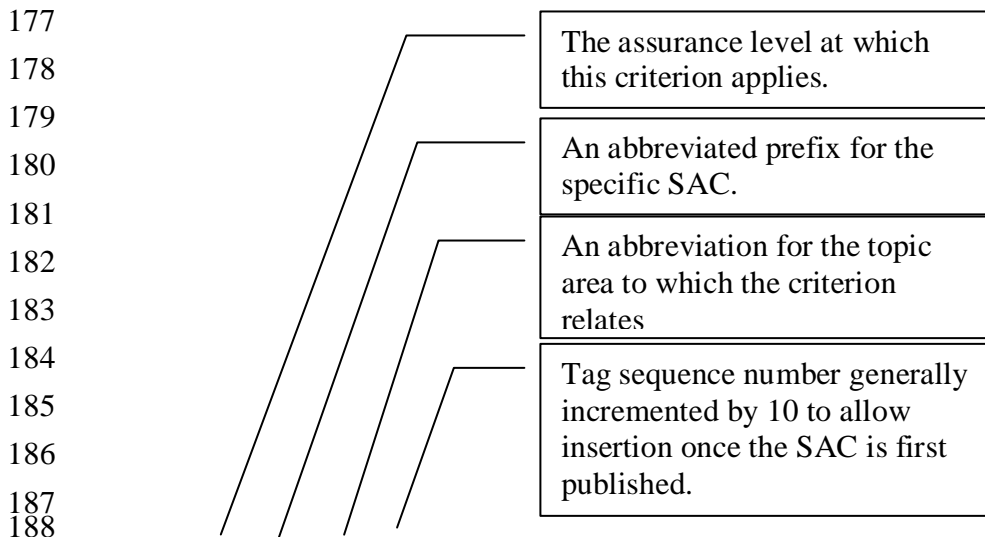 177
The assurance level at which
178
this criterion applies.
179
An abbreviated prefix for the
180
specific SAC.
181
An abbreviation for the topic
182
area to which the criterion
183
relates
184
Tag sequence number generally
185
incremented by 10 to allow
186
insertion once the SAC is first
published.
187
188